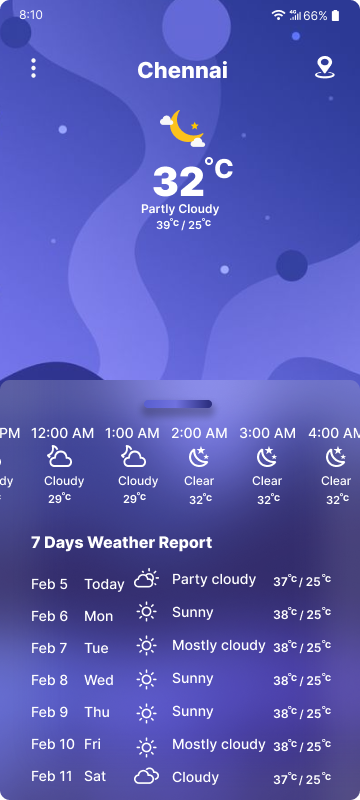 8:10 4G 66%
Chennai
32°C
Partly Cloudy
39°C / 25°C
PM 12:00 AM 1:00 AM 2:00 AM 3:00 AM 4:00 AM
dy Cloudy Cloudy Clear Clear Clear
°C 29°C 29°C 32°C 32°C 32°C
7 Days Weather Report
Feb 5 Today Party cloudy 37°C / 25°C
Feb 6 Mon Sunny 38°C / 25°C
Feb 7 Tue Mostly cloudy 38°C / 25°C
Feb 8 Wed Sunny 38°C / 25°C
Feb 9 Thu Sunny 38°C / 25°C
Feb 10 Fri Mostly cloudy 38°C / 25°C
Feb 11 Sat Cloudy 37°C / 25°C